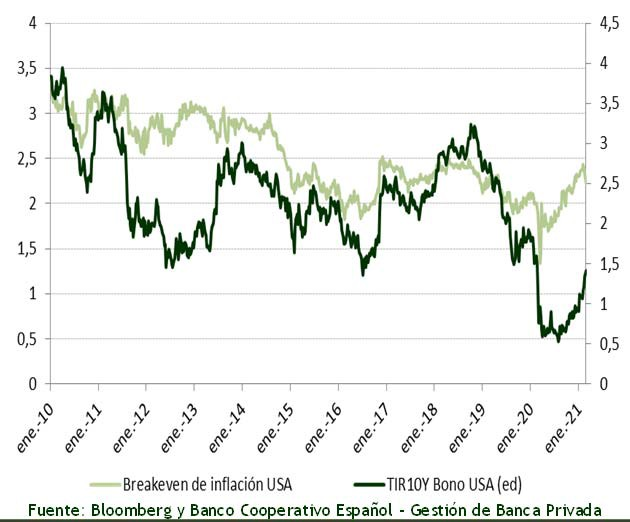 4
3,5
3
2,5
2
1,5
1
0,5
0
4,5
4
3,5
3
2,5
2
1,5
1
0,5
0
ene.-10
ene.-11
ene.-12
ene.-13
ene.-14
ene.-15
ene.-16
ene.-17
ene.-18
ene.-19
ene.-20
ene.-21
Breakeven de inflación USA
TIR10Y Bono USA (ed)
Fuente: Bloomberg y Banco Cooperativo Español - Gestión de Banca Privada